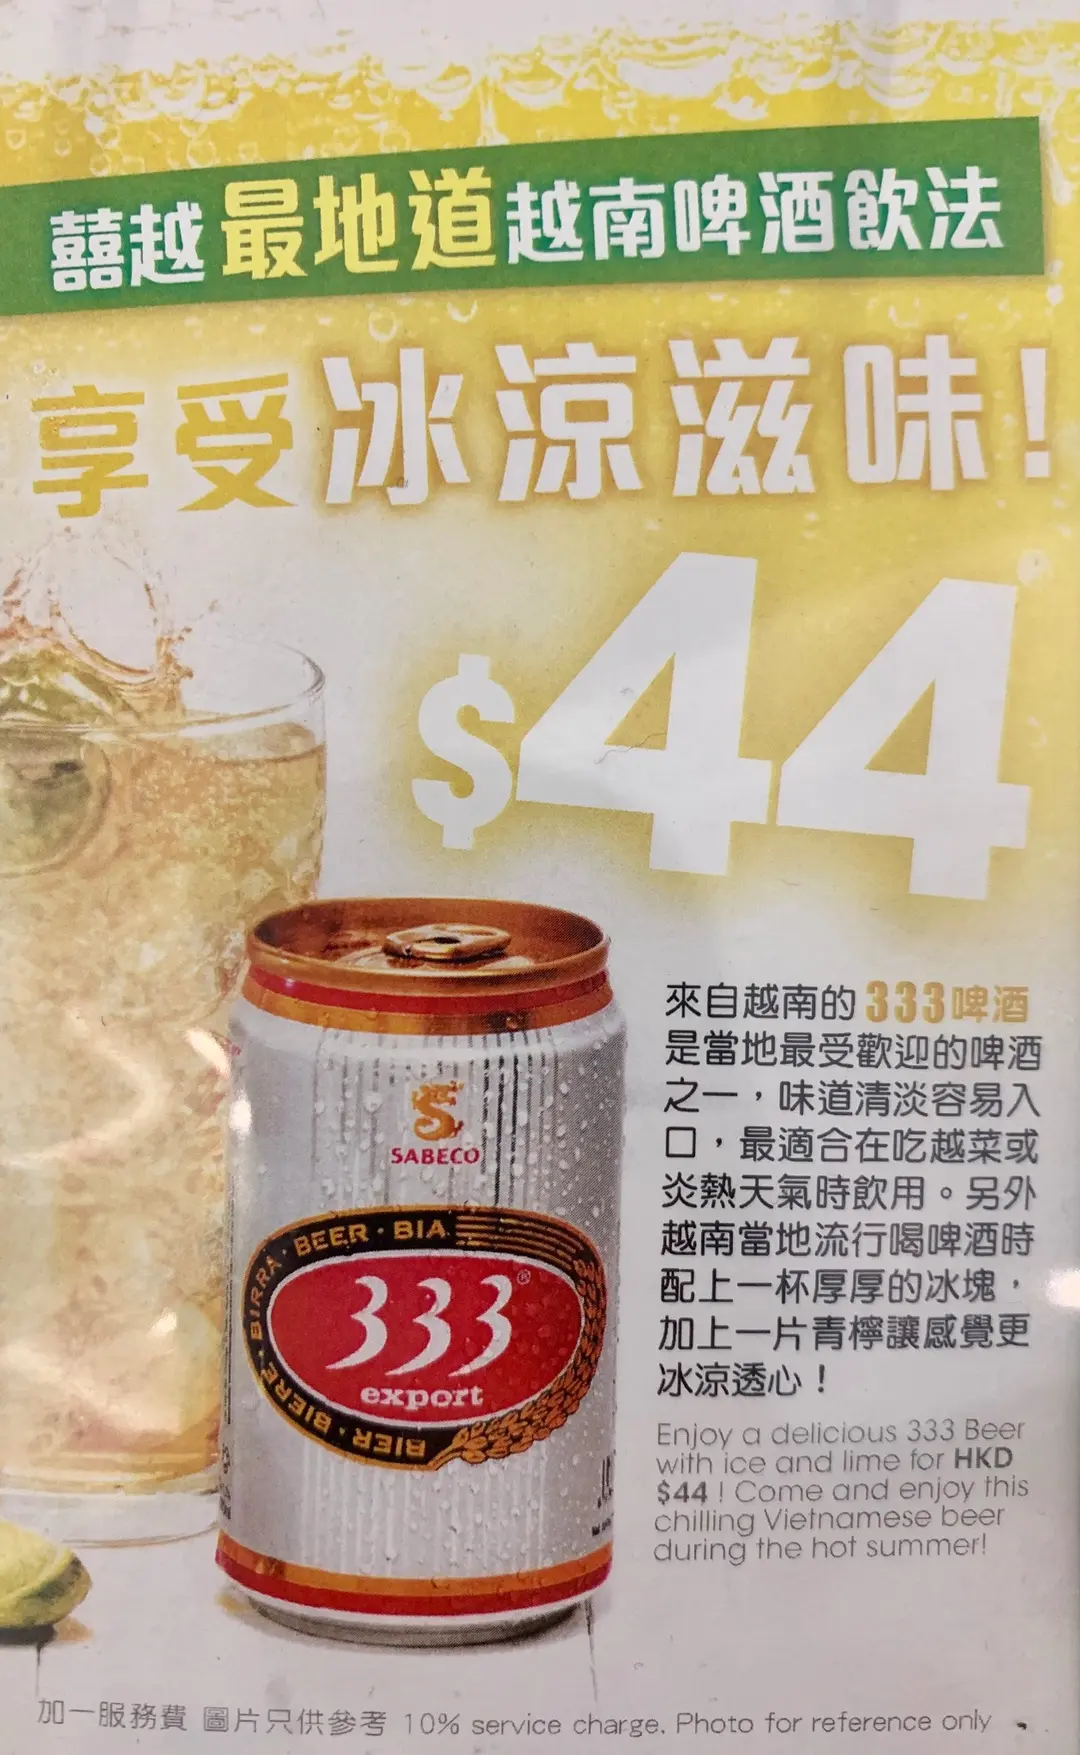 囍越最地道越南啤酒飲法
享受冰涼滋味!
$44
SABECO
BIERE · BIRRA · BEER · BIA
333®
export
BIER · BIER
來自越南的333啤酒
是當地最受歡迎的啤酒
之一，味道清淡容易入
口，最適合在吃越菜或
炎熱天氣時飲用。另外
越南當地流行喝啤酒時
配上一杯厚厚的冰塊，
加上一片青檸讓感覺更
冰涼透心！
Enjoy a delicious 333 Beer
with ice and lime for HKD
$44 ! Come and enjoy this
chilling Vietnamese beer
during the hot summer!
加一服務費 圖片只供參考 10% service charge. Photo for reference only